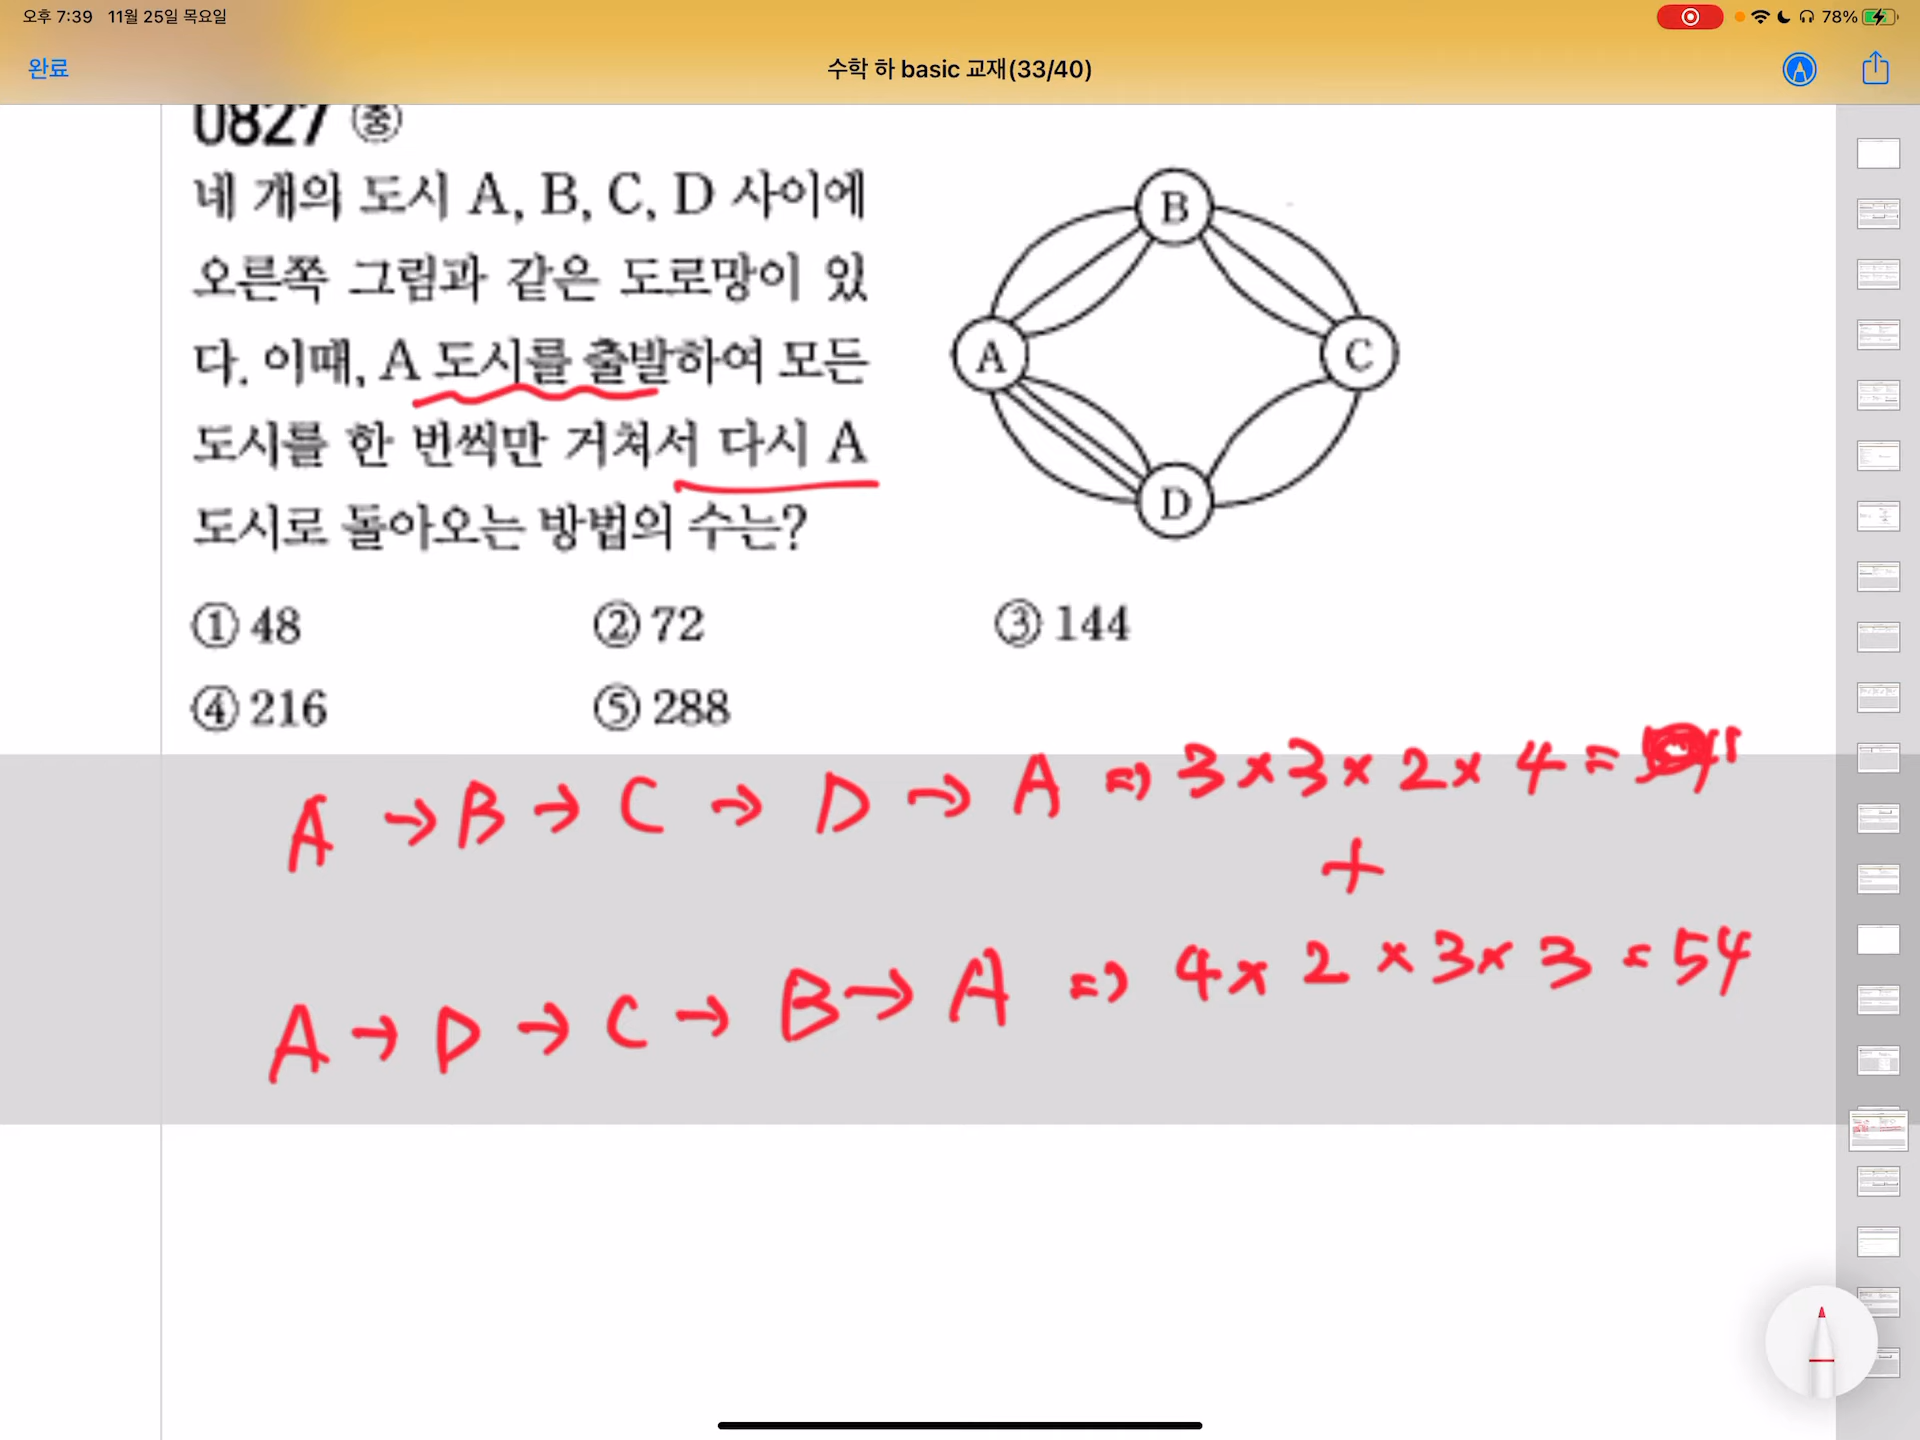 오후 7:39 11월 25일 목요일
78%
완료
수학 하 basic 교재(33/40)
0827 중
네 개의 도시 A, B, C, D 사이에
오른쪽 그림과 같은 도로망이 있
다. 이때, A 도시를 출발하여 모든
도시를 한 번씩만 거쳐서 다시 A
도시로 돌아오는 방법의 수는?
B
A
C
D
① 48 ② 72 ③ 144
④ 216 ⑤ 288
A → B → C → D → A ⇒ 3 × 3 × 2 × 4 =
+
A → D → C → B → A ⇒ 4 × 2 × 3 × 3 = 54